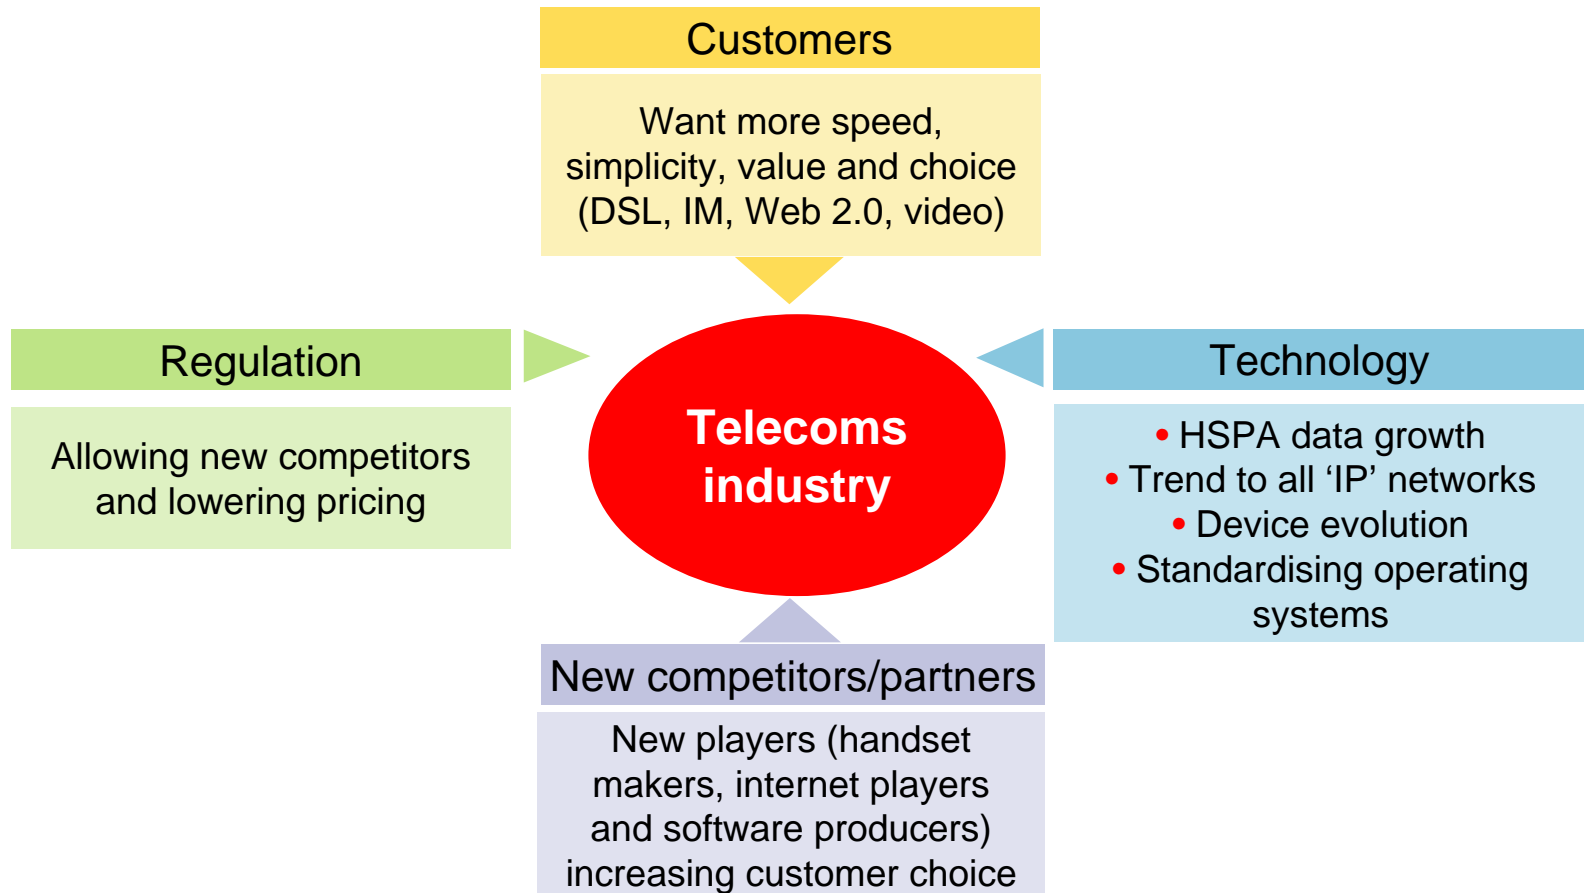 Customers
Want more speed,
simplicity, value and choice
(DSL, IM, Web 2.0, video)
Regulation
Allowing new competitors
and lowering pricing
Telecoms
industry
Technology
• HSPA data growth
• Trend to all ‘IP’ networks
• Device evolution
• Standardising operating
systems
New competitors/partners
New players (handset
makers, internet players
and software producers)
increasing customer choice